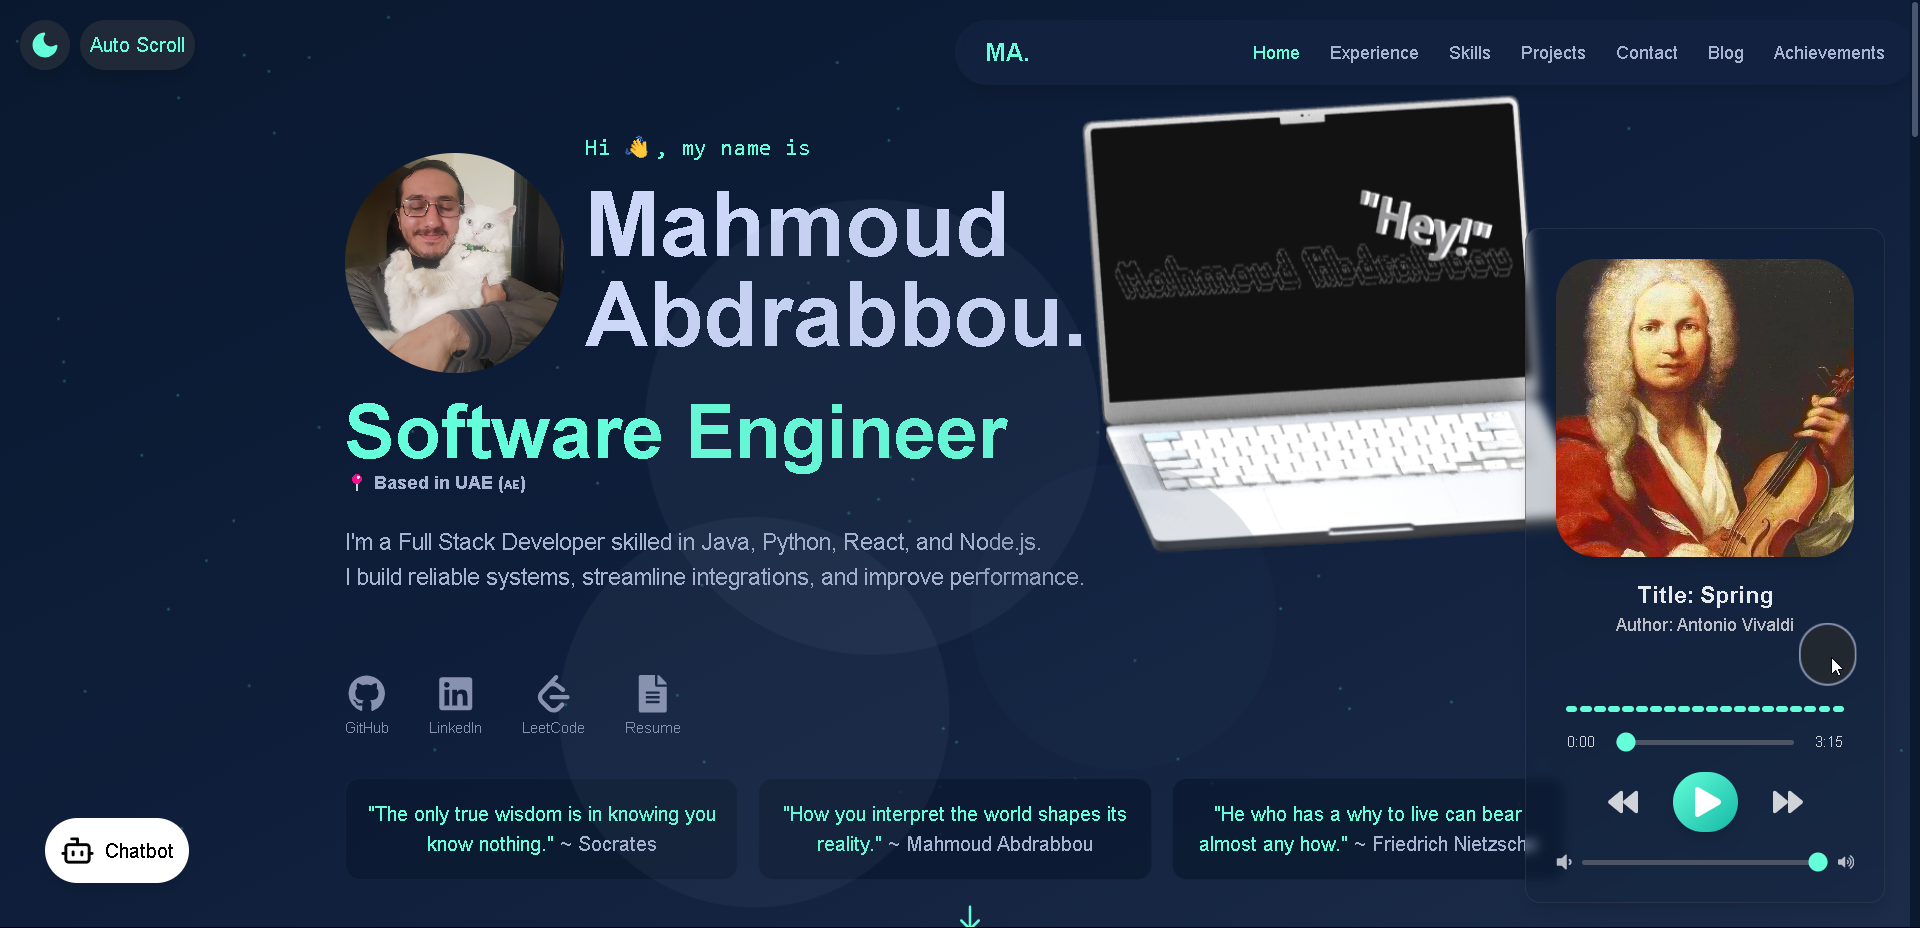 Auto Scroll
MA.
Home
Experience
Skills
Projects
Contact
Blog
Achievements
Hi 👋, my name is
Mahmoud
Abdrabbou.
Software Engineer
📍 Based in UAE (AE)
I'm a Full Stack Developer skilled in Java, Python, React, and Node.js.
I build reliable systems, streamline integrations, and improve performance.
GitHub
LinkedIn
LeetCode
Resume
"The only true wisdom is in knowing you
know nothing." ~ Socrates
"How you interpret the world shapes its
reality." ~ Mahmoud Abdrabbou
"He who has a why to live can bear
almost any how." ~ Friedrich Nietzsch
"Hey!"
Mahmoud Abdrabbou
Title: Spring
Author: Antonio Vivaldi
0:00
3:15
Chatbot